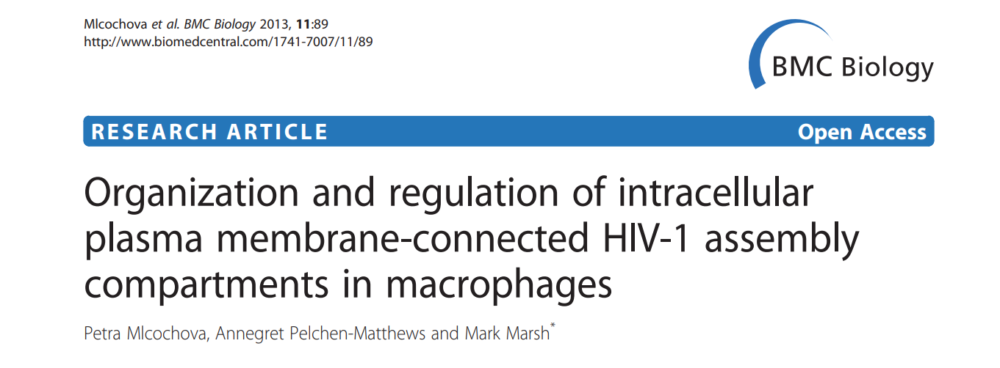 Mlcochova et al. BMC Biology 2013, 11:89
http://www.biomedcentral.com/1741-7007/11/89
BMC Biology
RESEARCH ARTICLE
Open Access
Organization and regulation of intracellular
plasma membrane-connected HIV-1 assembly
compartments in macrophages
Petra Mlcochova, Annegret Pelchen-Matthews and Mark Marsh*